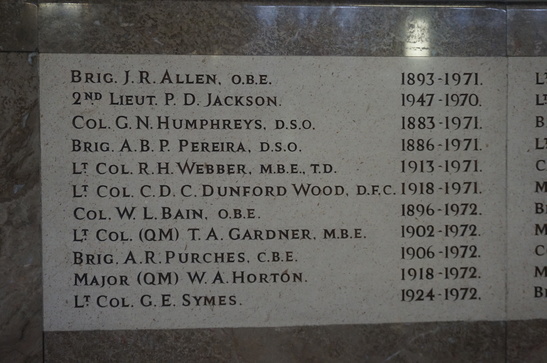 BRIG. J. R. ALLEN, O.B.E. 1893-1971.
2ND LIEUT. P. D. JACKSON. 1947-1970.
COL. G. N. HUMPHREYS, D.S.O. 1883-1971.
BRIG. A. B. P. PEREIRA, D.S.O. 1886-1971.
LT COL. R. H. WEBBER, M.B.E., T.D. 1913-1971.
LT COL. C. D. C. DUNFORD WOOD, D.F.C. 1918-1971.
COL. W. L. BAIN, O.B.E. 1896-1972.
LT COL. (QM) T. A. GARDNER, M.B.E. 1902-1972.
BRIG. A. R. PURCHES, C.B.E. 1906-1972.
MAJOR (QM) W. A. HORTON. 1918-1972.
LT COL. G. E. SYMES. 1924-1972.